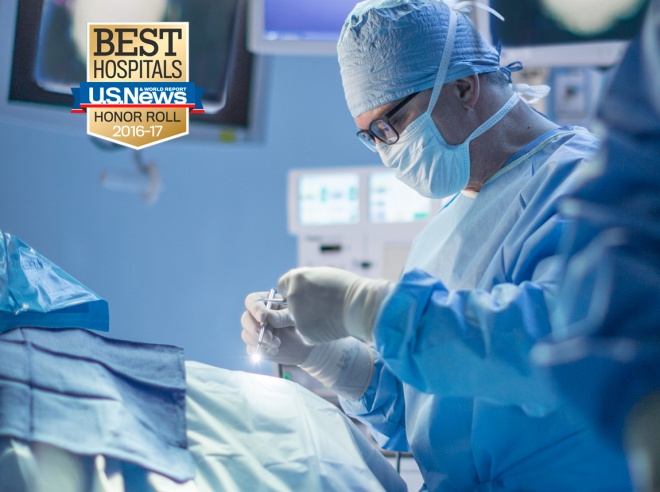 BEST
HOSPITALS
U.S.News & WORLD REPORT
HONOR ROLL
2016-17